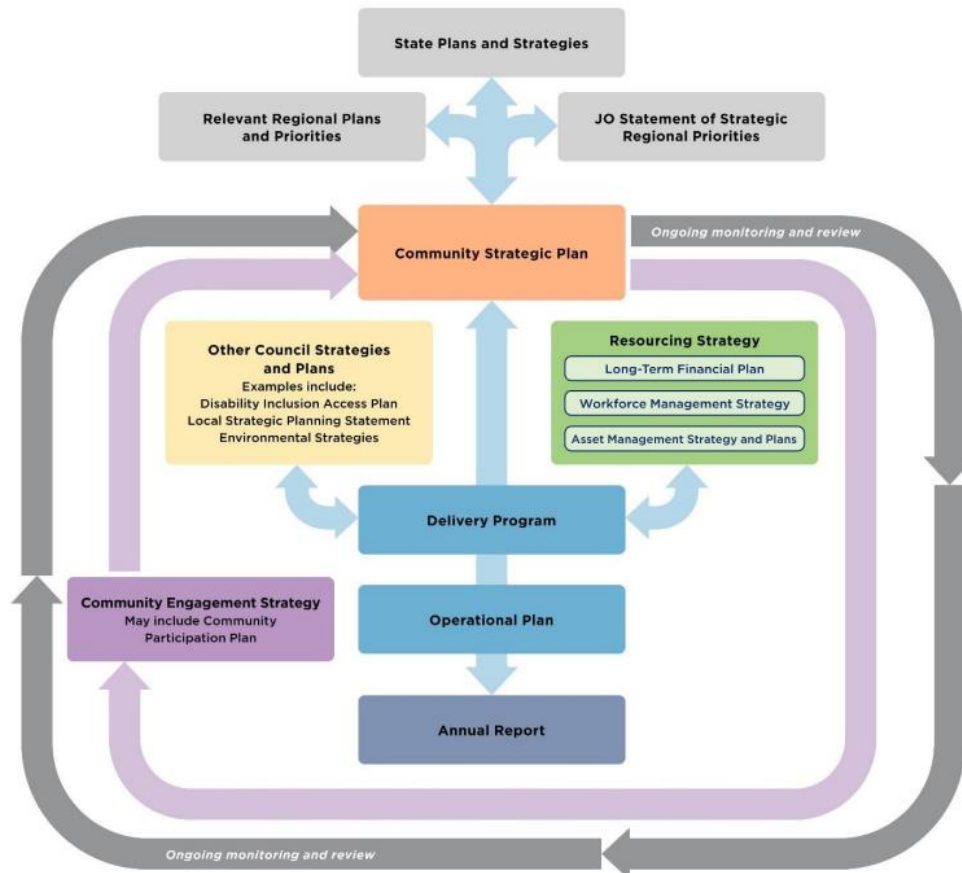 State Plans and Strategies
Relevant Regional Plans
and Priorities
JO Statement of Strategic
Regional Priorities
Community Strategic Plan
Ongoing monitoring and review
Other Council Strategies
and Plans
Examples include:
Disability Inclusion Access Plan
Local Strategic Planning Statement
Environmental Strategies
Resourcing Strategy
Long-Term Financial Plan
Workforce Management Strategy
Asset Management Strategy and Plans
Delivery Program
Community Engagement Strategy
May include Community
Participation Plan
Operational Plan
Annual Report
Ongoing monitoring and review